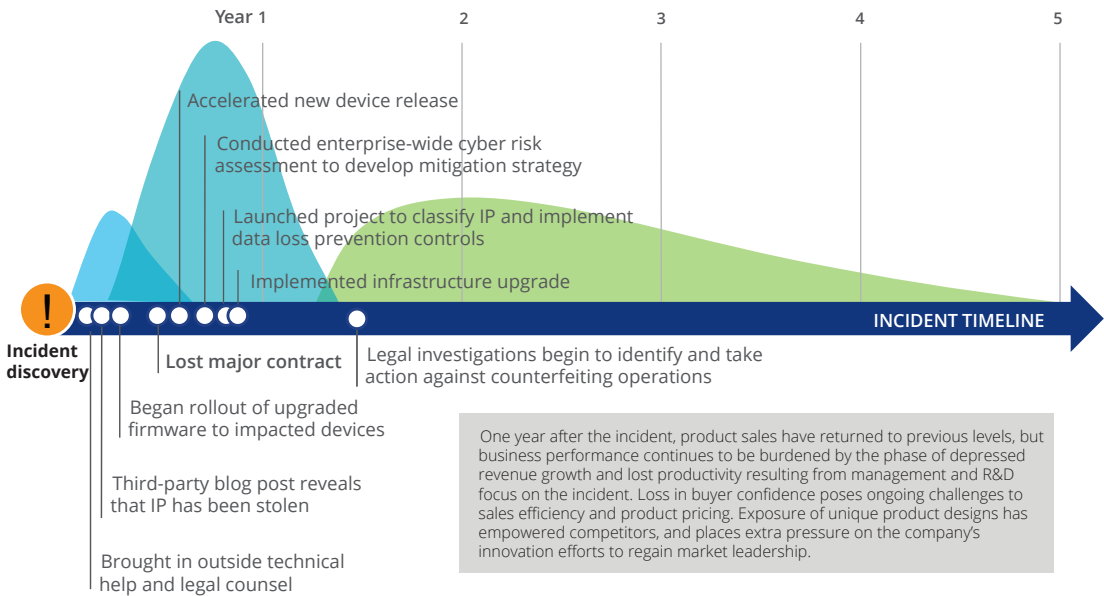 Year 1
2
3
4
5
Accelerated new device release
Conducted enterprise-wide cyber risk
assessment to develop mitigation strategy
Launched project to classify IP and implement
data loss prevention controls
Implemented infrastructure upgrade
!
INCIDENT TIMELINE
Incident
discovery
Lost major contract
Legal investigations begin to identify and take
action against counterfeiting operations
Began rollout of upgraded
firmware to impacted devices
Third-party blog post reveals
that IP has been stolen
Brought in outside technical
help and legal counsel
One year after the incident, product sales have returned to previous levels, but
business performance continues to be burdened by the phase of depressed
revenue growth and lost productivity resulting from management and R&D
focus on the incident. Loss in buyer confidence poses ongoing challenges to
sales efficiency and product pricing. Exposure of unique product designs has
empowered competitors, and places extra pressure on the company’s
innovation efforts to regain market leadership.